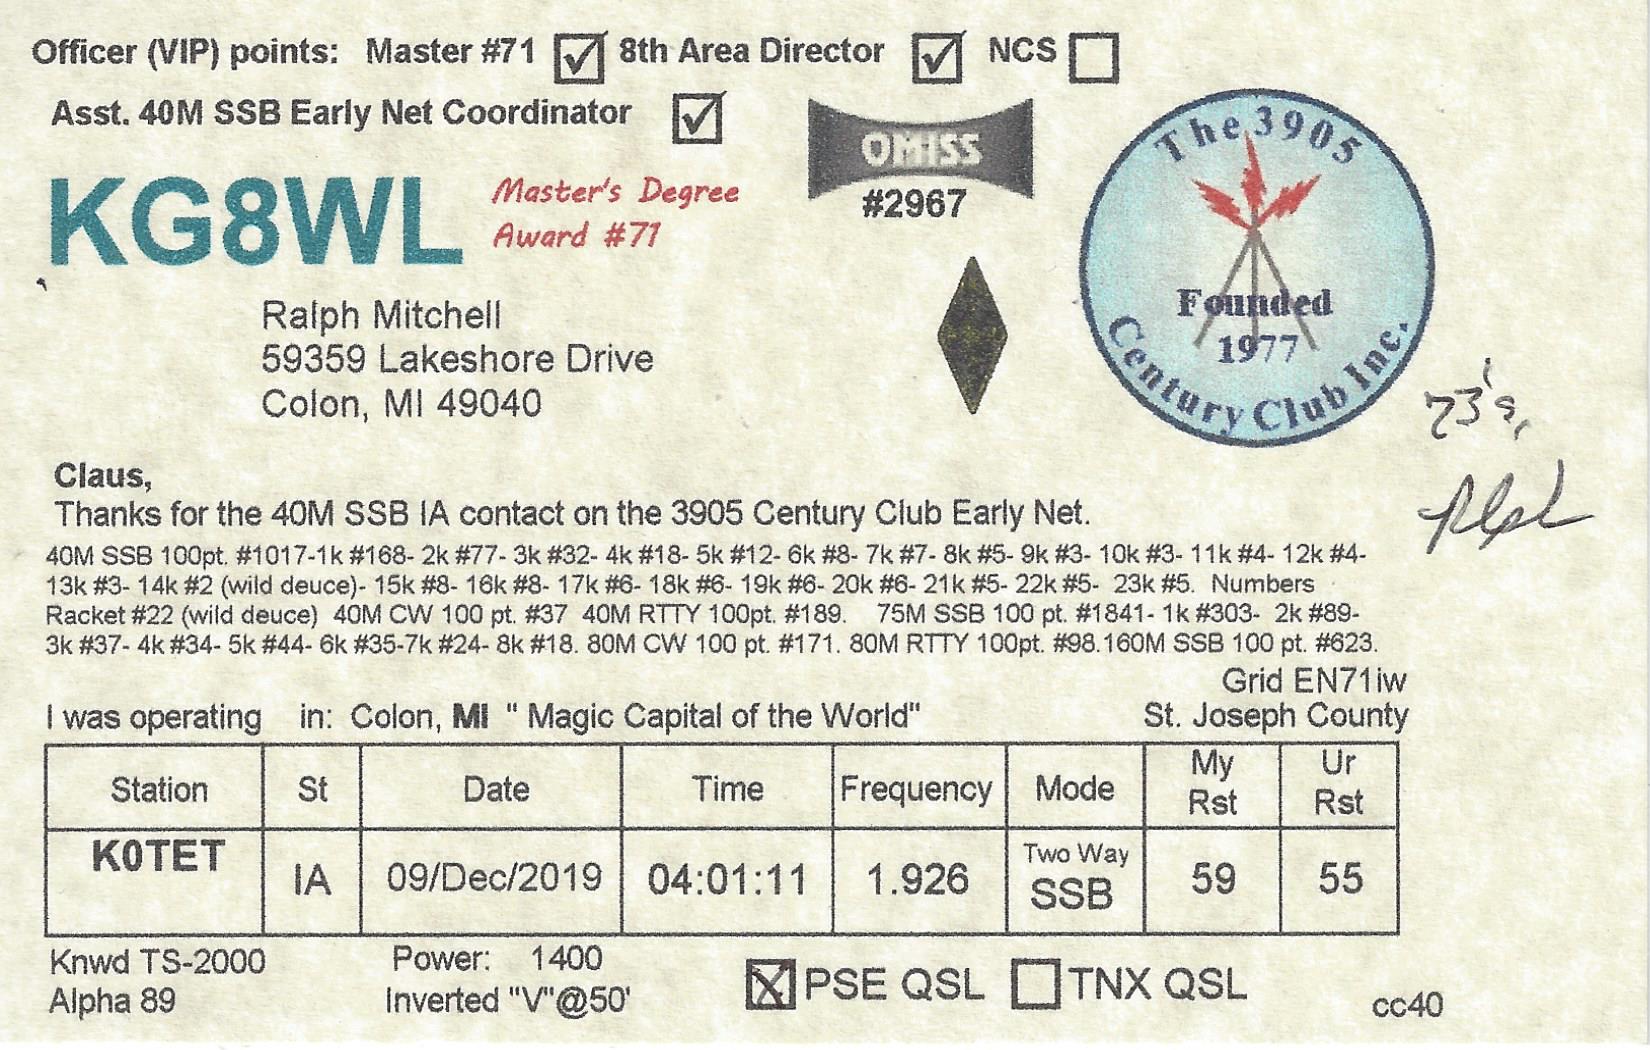 Officer (VIP) points: Master #71 8th Area Director NCS
Asst. 40M SSB Early Net Coordinator
OMISS
#2967
The 3905
Founded
1977
Century Club Inc.
KG8WL
Master's Degree
Award #71
Ralph Mitchell
59359 Lakeshore Drive
Colon, MI 49040
73's,
Ralph
Claus,
Thanks for the 40M SSB IA contact on the 3905 Century Club Early Net.
40M SSB 100pt. #1017-1k #168- 2k #77- 3k #32- 4k #18- 5k #12- 6k #8- 7k #7- 8k #5- 9k #3- 10k #3- 11k #4- 12k #4-
13k #3- 14k #2 (wild deuce)- 15k #8- 16k #8- 17k #6- 18k #6- 19k #6- 20k #6- 21k #5- 22k #5- 23k #5. Numbers
Racket #22 (wild deuce) 40M CW 100 pt. #37 40M RTTY 100pt. #189. 75M SSB 100 pt. #1841- 1k #303- 2k #89-
3k #37- 4k #34- 5k #44- 6k #35-7k #24- 8k #18. 80M CW 100 pt. #171. 80M RTTY 100pt. #98.160M SSB 100 pt. #623.
Grid EN71iw
I was operating in: Colon, MI " Magic Capital of the World" St. Joseph County
Station St Date Time Frequency Mode My Rst Ur Rst
K0TET IA 09/Dec/2019 04:01:11 1.926 Two Way SSB 59 55
Knwd TS-2000 Power: 1400
Alpha 89 Inverted "V"@50'
PSE QSL TNX QSL
cc40